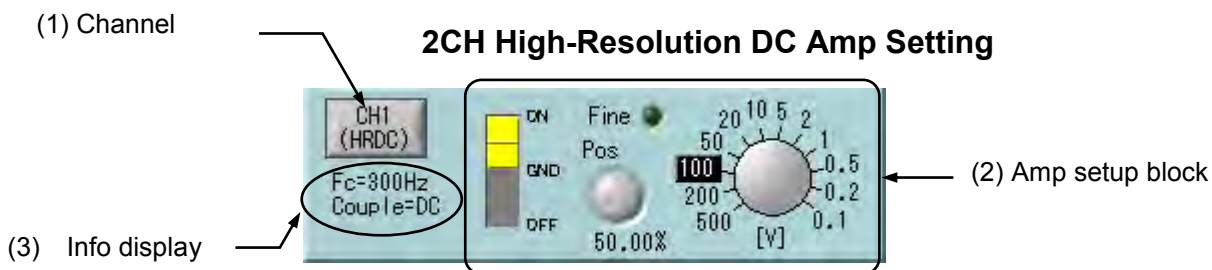 (1) Channel
2CH High-Resolution DC Amp Setting
CH1
(HRDC)
Fc=300Hz
Couple=DC
ON
GND
OFF
Fine
Pos
50.00%
500
200
100
50
20
10
5
2
1
0.5
0.2
0.1
[V]
(2) Amp setup block
(3) Info display